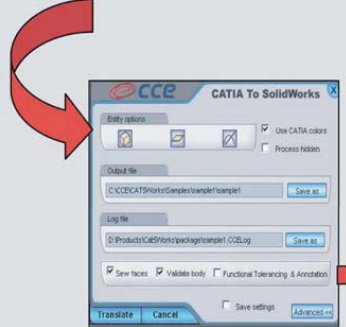 cce CATIA To SolidWorks X
Entity options
Use CATIA colors
Process hidden
Output file
C:\CCE\CAT5Works\Samples\sample1\sample1
Save as
Log file
D:\Products\Cat5Works\package\sample1.CCELog
Save as
Sew faces Validate body Functional Tolerancing & Annotation
Save settings
Translate Cancel Advanced <<